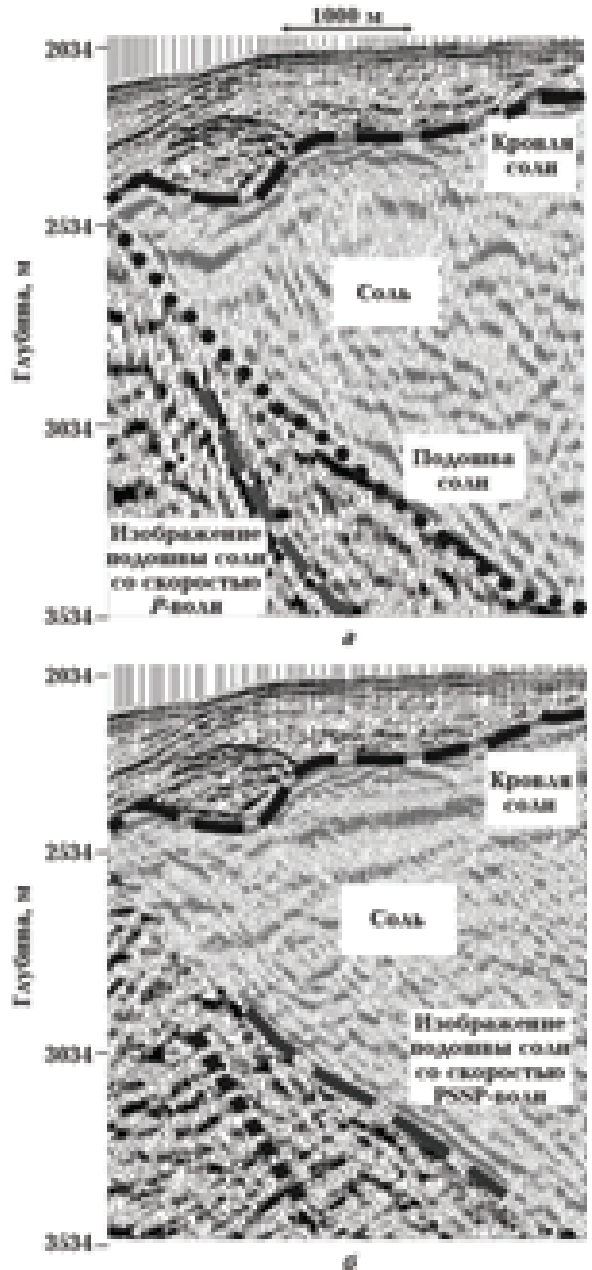 1000 м
2034
Кровля
соли
2534
Соль
Глубина, м
3034
Подошва
соли
Изображение
подошвы соли
со скоростью
P-волн
3534
а
2034
Кровля
соли
2534
Соль
Глубина, м
Изображение
подошвы соли
со скоростью
PSSP-волн
3034
3534
б